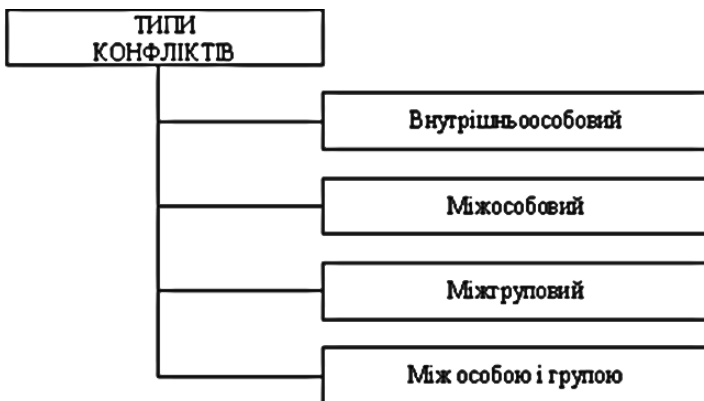 ТИПИ
КОНФЛІКТІВ
Внутрішньоособовий
Міжособовий
Міжгруповий
Між особою і групою